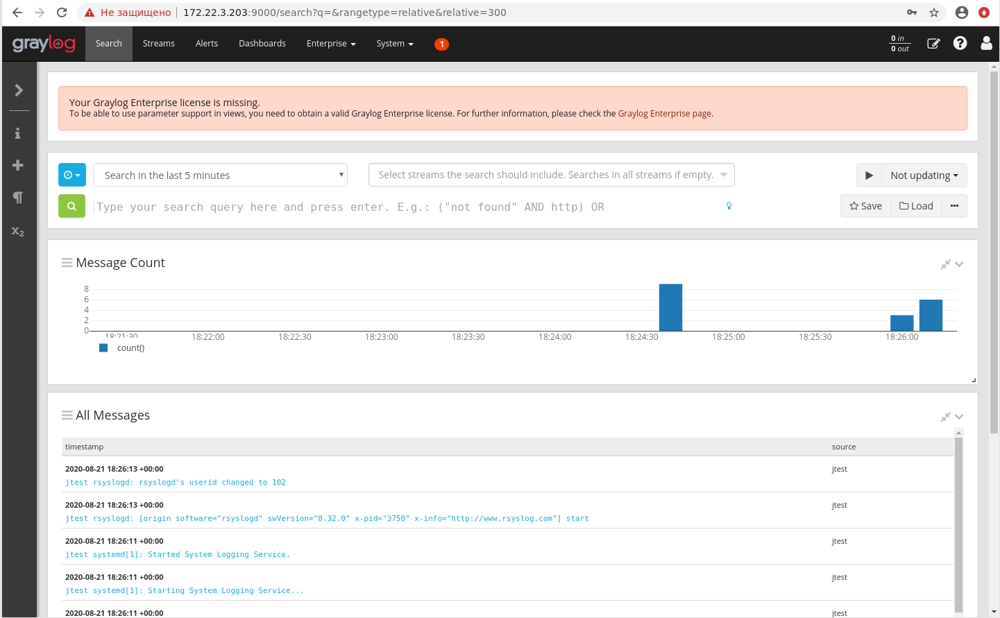 Не защищено 172.22.3.203:9000/search?q=&rangetype=relative&relative=300
graylog Search Streams Alerts Dashboards Enterprise System 1 0 in
0 out
Your Graylog Enterprise license is missing.
To be able to use parameter support in views, you need to obtain a valid Graylog Enterprise license. For further information, please check the Graylog Enterprise page.
Search in the last 5 minutes Select streams the search should include. Searches in all streams if empty. Not updating
Type your search query here and press enter. E.g.: ("not found" AND http) OR Save Load
x2
Message Count
8
6
4
2
0
18:21:30 18:22:00 18:22:30 18:23:00 18:23:30 18:24:00 18:24:30 18:25:00 18:25:30 18:26:00
count()
All Messages
timestamp source
2020-08-21 18:26:13 +00:00 jtest
jtest rsyslogd: rsyslogd's userid changed to 102
2020-08-21 18:26:13 +00:00 jtest
jtest rsyslogd: [origin software="rsyslogd" swVersion="8.32.0" x-pid="3750" x-info="http://www.rsyslog.com"] start
2020-08-21 18:26:11 +00:00 jtest
jtest systemd[1]: Started System Logging Service.
2020-08-21 18:26:11 +00:00 jtest
jtest systemd[1]: Starting System Logging Service...
2020-08-21 18:26:11 +00:00 jtest